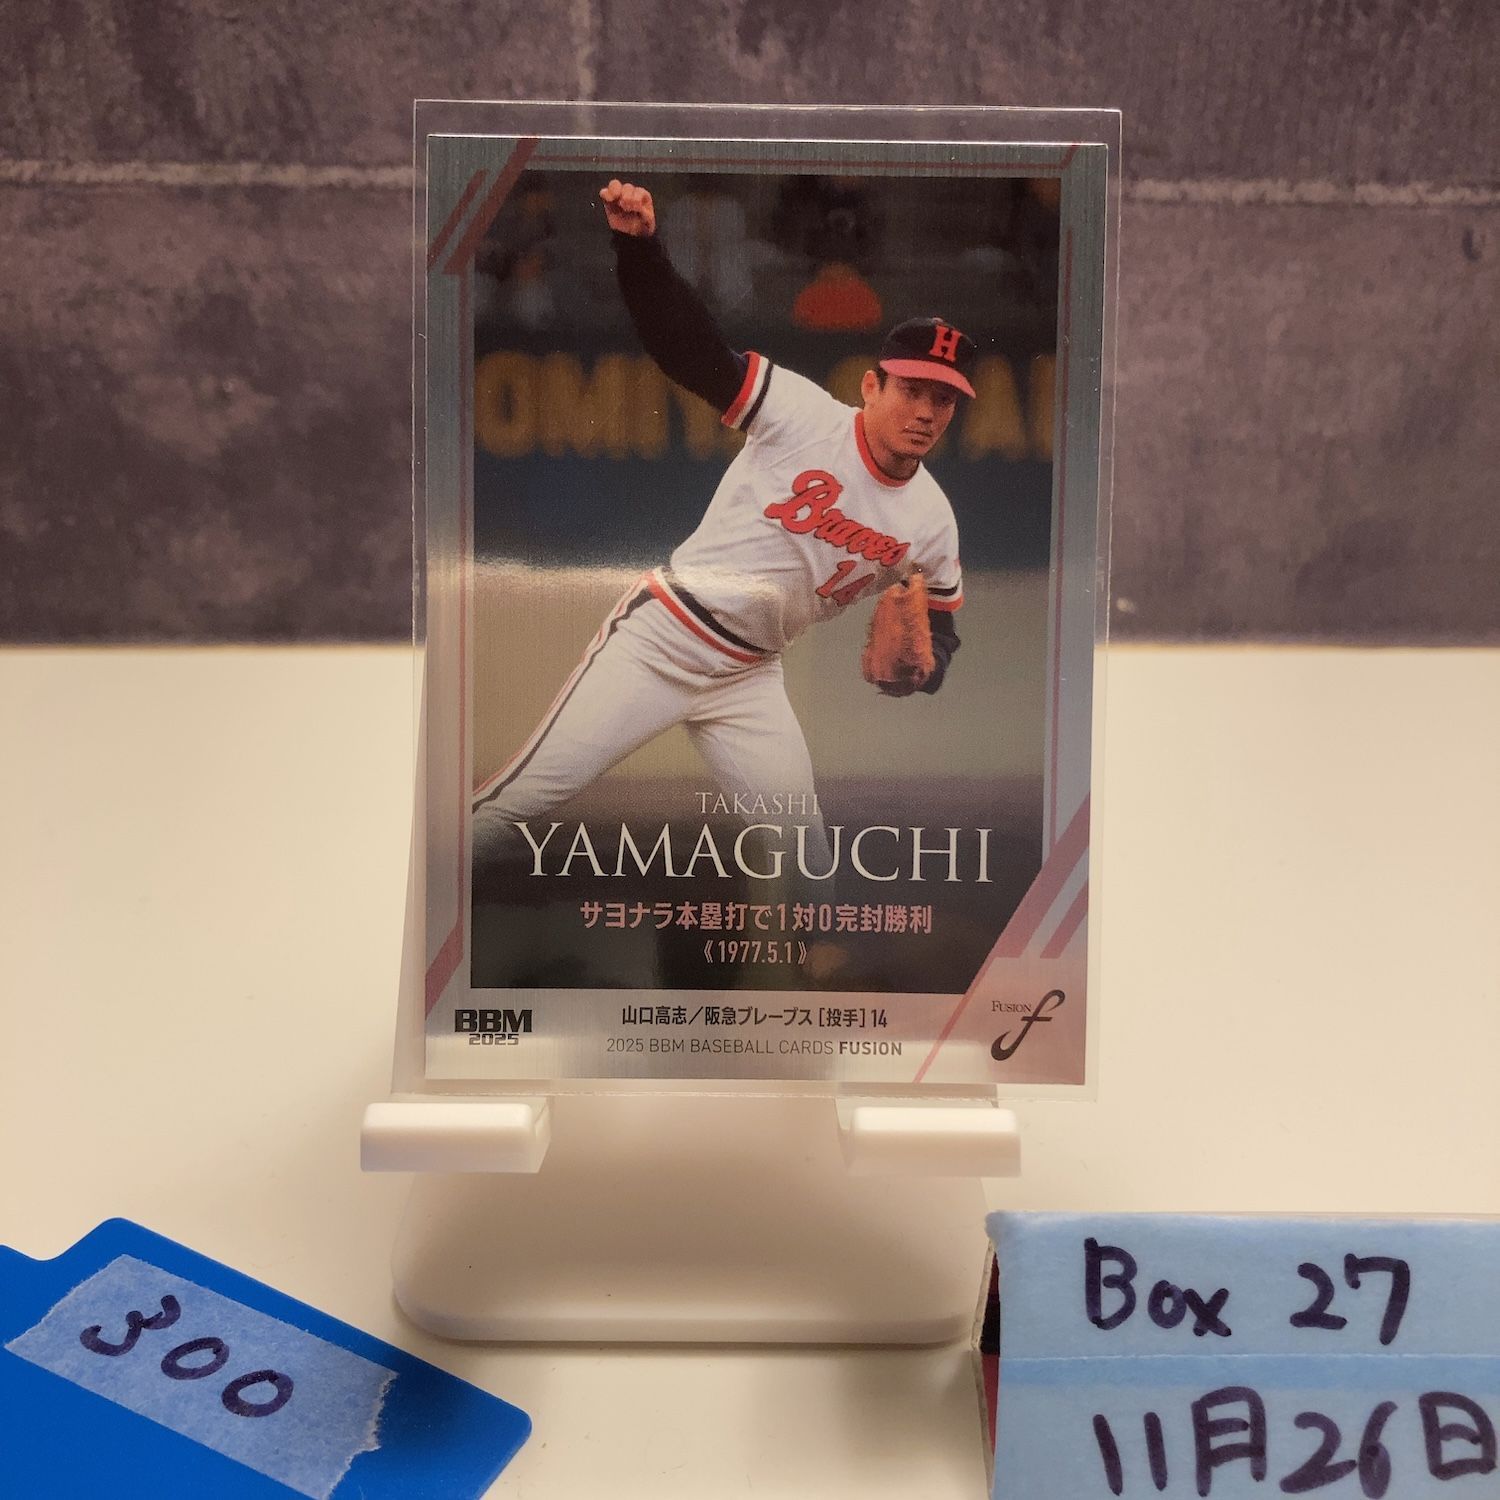 H
Braves
14
TAKASHI
YAMAGUCHI
サヨナラ本塁打で1対0完封勝利
《1977.5.1》
BBM
2025
山口高志／阪急ブレーブス［投手］14
2025 BBM BASEBALL CARDS FUSION
FUSION
f
300
Box 27
11月26日